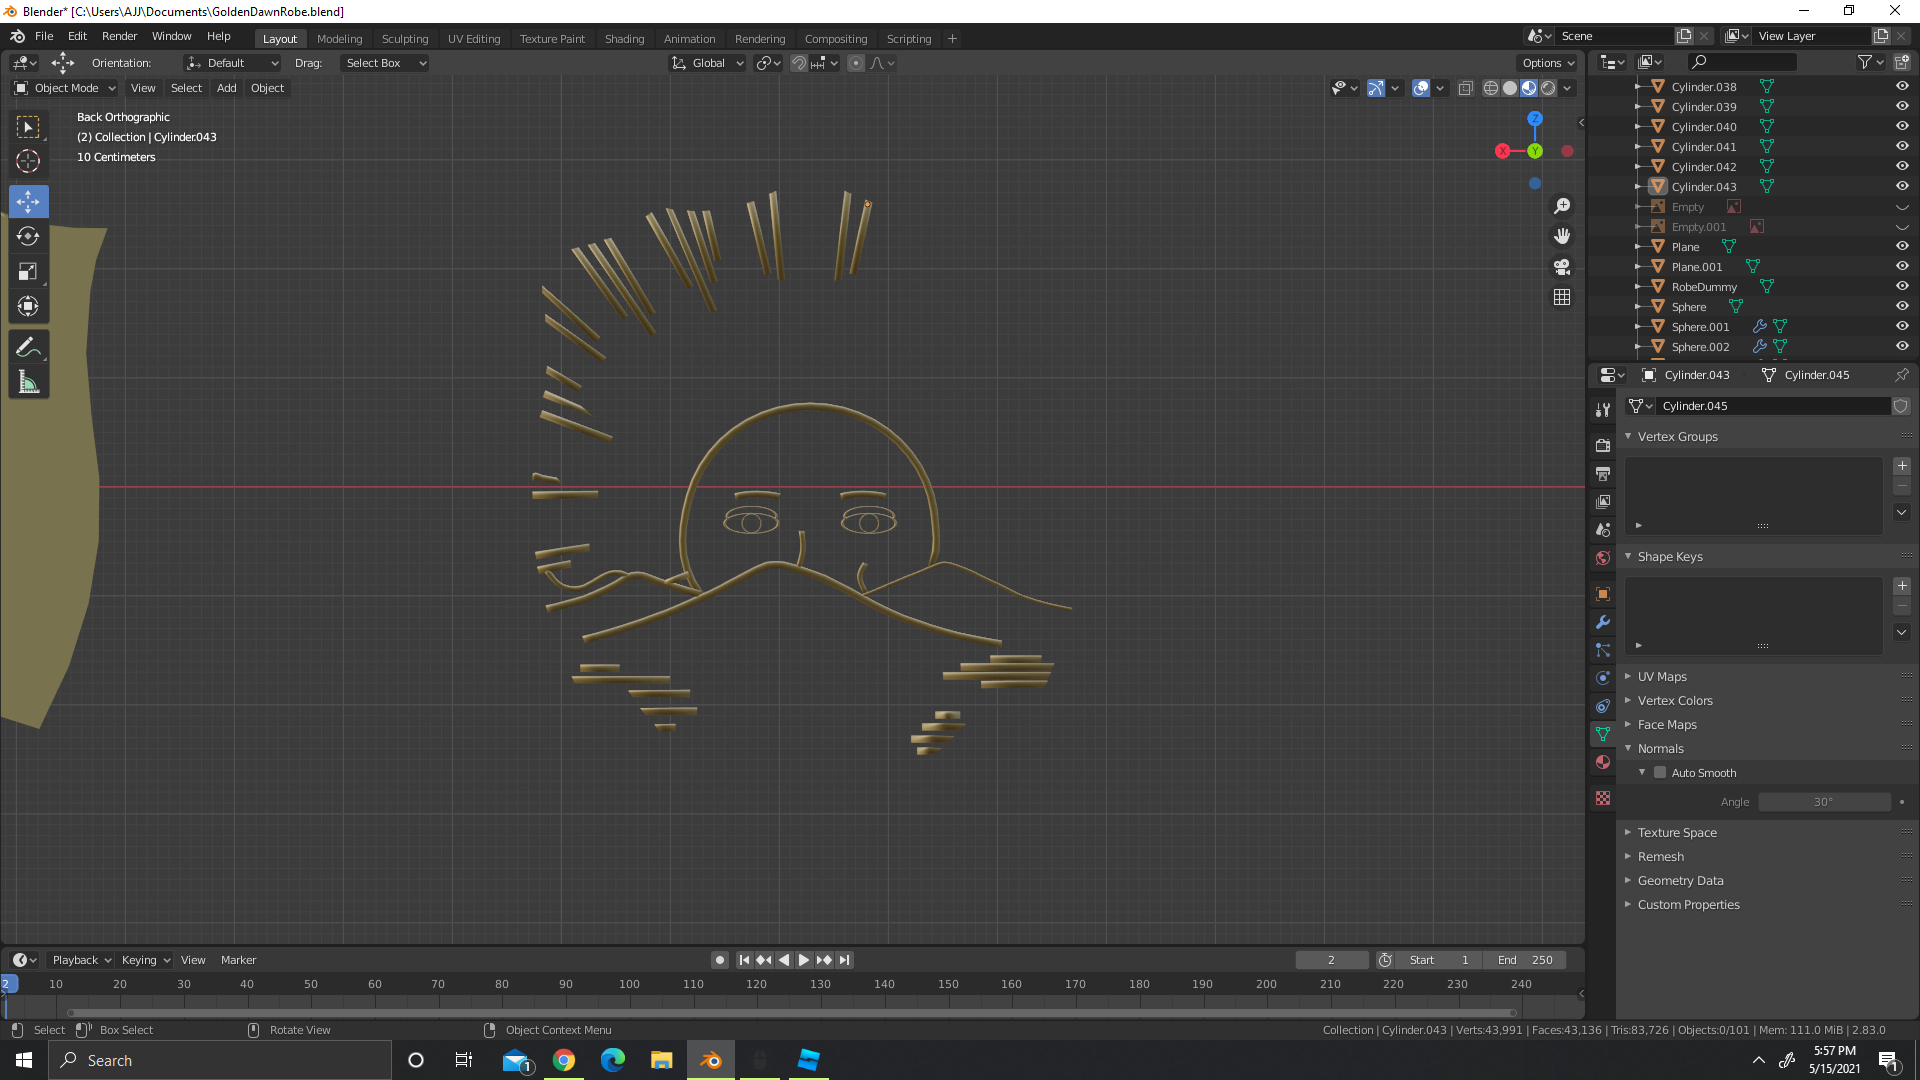 Blender* [C:\Users\AJJ\Documents\GoldenDawnRobe.blend]
File Edit Render Window Help Layout Modeling Sculpting UV Editing Texture Paint Shading Animation Rendering Compositing Scripting + Scene View Layer
Orientation: Default Drag: Select Box Global Options
Object Mode View Select Add Object
Back Orthographic
(2) Collection | Cylinder.043
10 Centimeters
Z
X
Y
Cylinder.038
Cylinder.039
Cylinder.040
Cylinder.041
Cylinder.042
Cylinder.043
Empty
Empty.001
Plane
Plane.001
RobeDummy
Sphere
Sphere.001
Sphere.002
Cylinder.043 Cylinder.045
Cylinder.045
Vertex Groups
Shape Keys
UV Maps
Vertex Colors
Face Maps
Normals
Auto Smooth
Angle 30°
Texture Space
Remesh
Geometry Data
Custom Properties
Playback Keying View Marker 2 Start 1 End 250
2 10 20 30 40 50 60 70 80 90 100 110 120 130 140 150 160 170 180 190 200 210 220 230 240
Select Box Select Rotate View Object Context Menu Collection | Cylinder.043 | Verts:43,991 | Faces:43,136 | Tris:83,726 | Objects:0/101 | Mem: 111.0 MiB | 2.83.0
Search 1 5:57 PM
5/15/2021 1